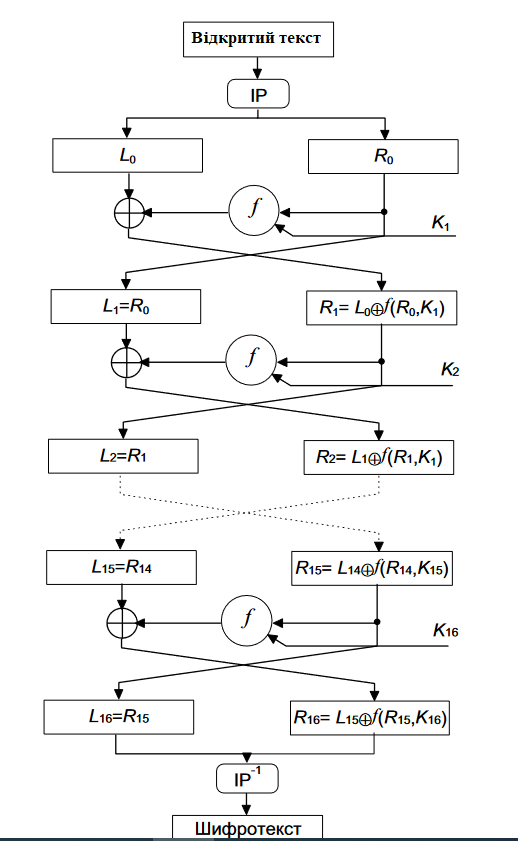 Відкритий текст
IP
L0
R0
f
K1
L1=R0
R1= L0⊕f(R0,K1)
f
K2
L2=R1
R2= L1⊕f(R1,K1)
L15=R14
R15= L14⊕f(R14,K15)
f
K16
L16=R15
R16= L15⊕f(R15,K16)
IP-1
Шифротекст